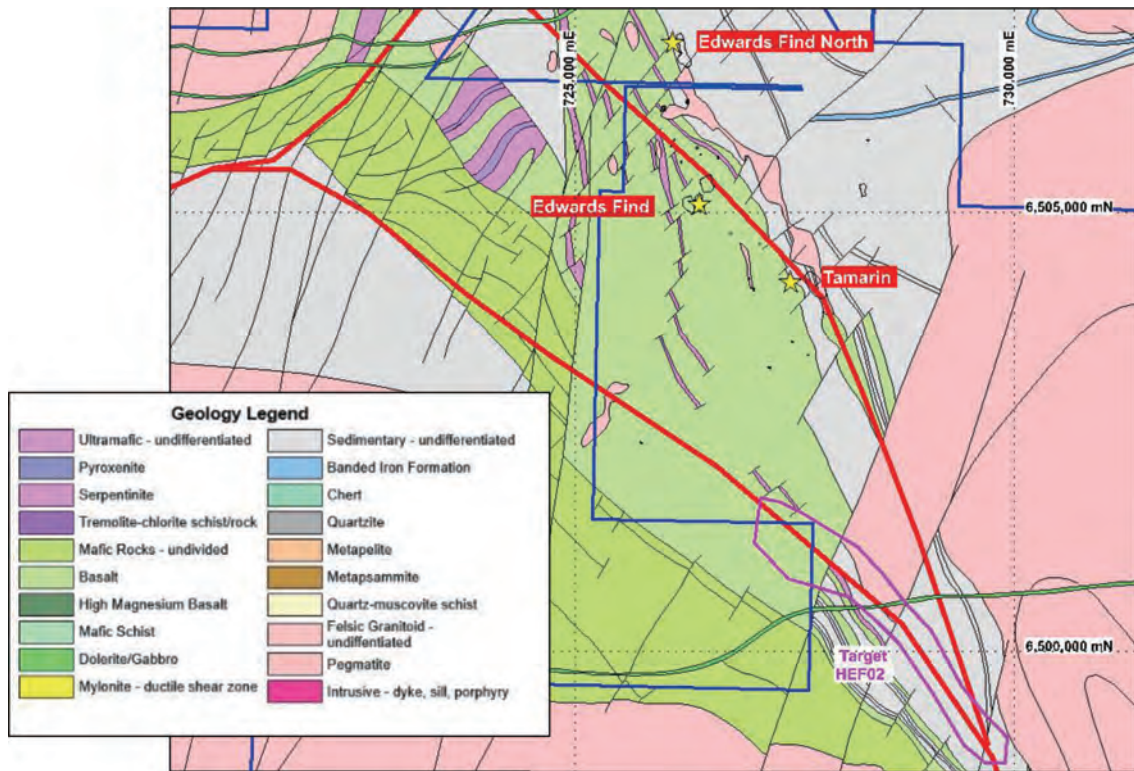 Edwards Find North
725,000 mE
730,000 mE
Edwards Find
6,505,000 mN
Tamarin
Geology Legend
Ultramafic - undifferentiated
Pyroxenite
Serpentinite
Tremolite-chlorite schist/rock
Mafic Rocks - undivided
Basalt
High Magnesium Basalt
Mafic Schist
Dolerite/Gabbro
Mylonite - ductile shear zone
Sedimentary - undifferentiated
Banded Iron Formation
Chert
Quartzite
Metapelite
Metapsammite
Quartz-muscovite schist
Felsic Granitoid -
undiffentiated
Pegmatite
Intrusive - dyke, sill, porphyry
6,500,000 mN
Target
HEF02